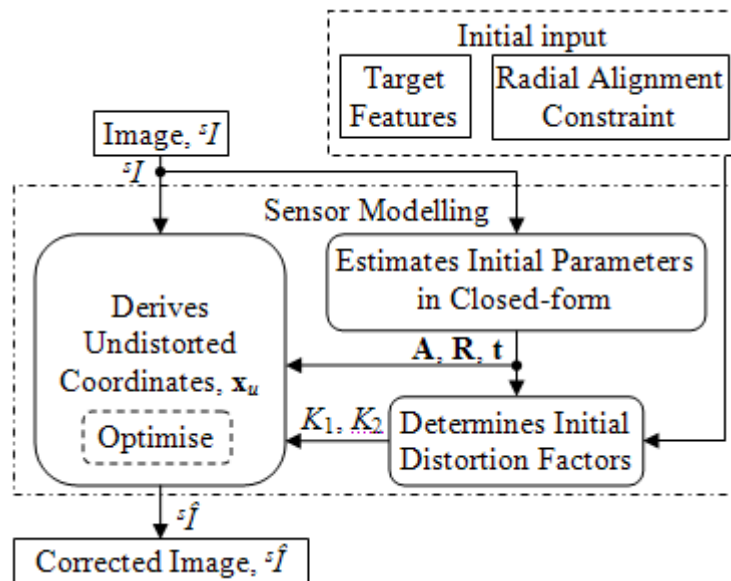 Initial input
Target
Features
Radial Alignment
Constraint
Image, ˢI
ˢI
Sensor Modelling
Estimates Initial Parameters
in Closed-form
Derives
Undistorted
Coordinates, xᵤ
Optimise
A, R, t
K₁, K₂
Determines Initial
Distortion Factors
ˢÎ
Corrected Image, ˢÎ